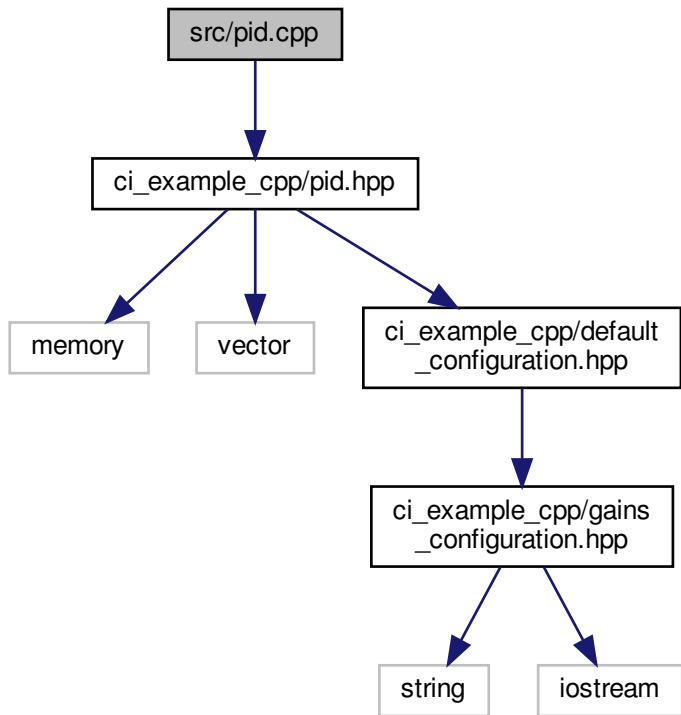 src/pid.cpp
ci_example_cpp/pid.hpp
memory
vector
ci_example_cpp/default
_configuration.hpp
ci_example_cpp/gains
_configuration.hpp
string
iostream